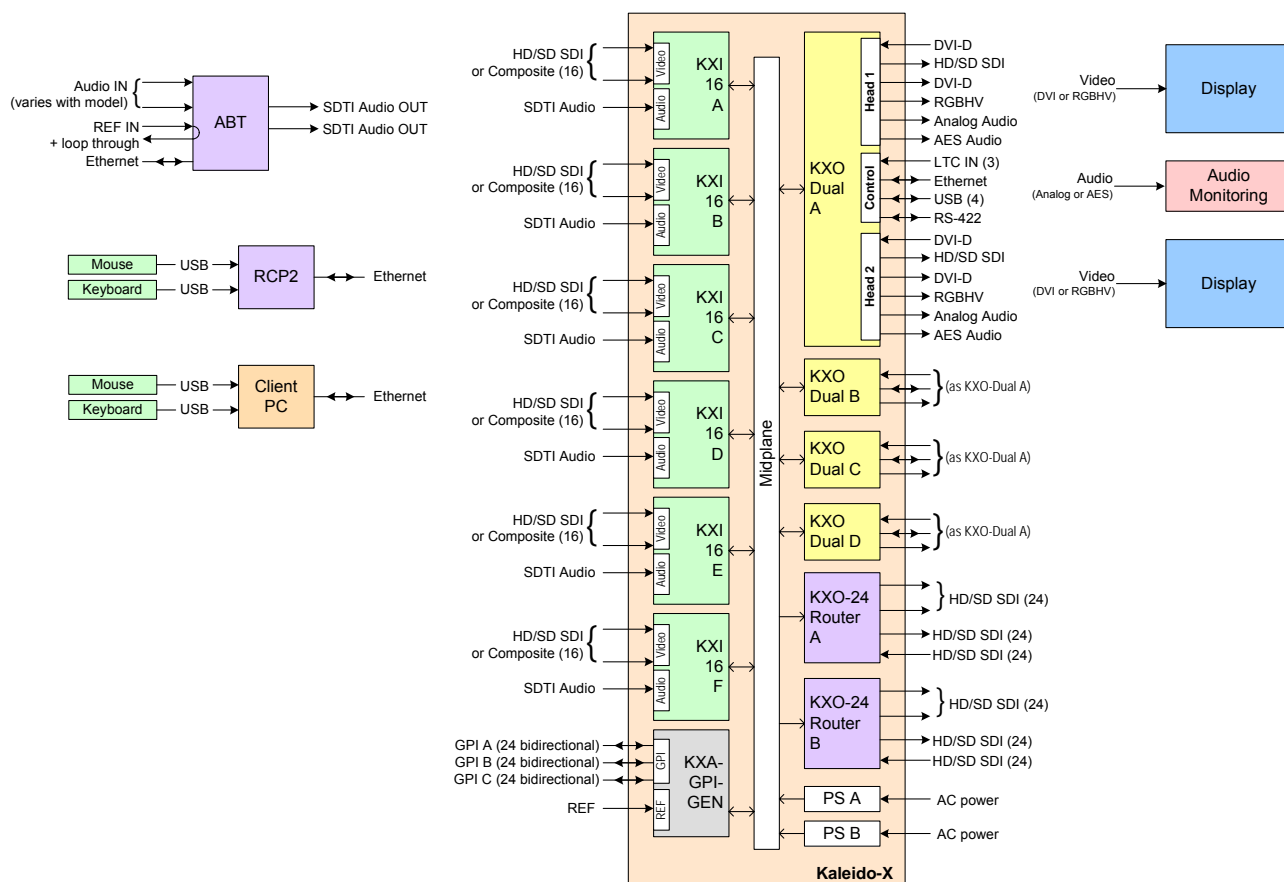 Audio IN
(varies with model)
REF IN
+ loop through
Ethernet
ABT
SDTI Audio OUT
SDTI Audio OUT
Mouse
USB
Keyboard
USB
RCP2
Ethernet
Mouse
USB
Keyboard
USB
Client
PC
Ethernet
HD/SD SDI
or Composite (16)
SDTI Audio
Video
Audio
KXI
16
A
HD/SD SDI
or Composite (16)
SDTI Audio
Video
Audio
KXI
16
B
HD/SD SDI
or Composite (16)
SDTI Audio
Video
Audio
KXI
16
C
HD/SD SDI
or Composite (16)
SDTI Audio
Video
Audio
KXI
16
D
HD/SD SDI
or Composite (16)
SDTI Audio
Video
Audio
KXI
16
E
HD/SD SDI
or Composite (16)
SDTI Audio
Video
Audio
KXI
16
F
GPI A (24 bidirectional)
GPI B (24 bidirectional)
GPI C (24 bidirectional)
REF
GPI
REF
KXA-
GPI-
GEN
Midplane
KXO
Dual
A
Head 1
DVI-D
HD/SD SDI
DVI-D
RGBHV
Analog Audio
AES Audio
Control
LTC IN (3)
Ethernet
USB (4)
RS-422
Head 2
DVI-D
HD/SD SDI
DVI-D
RGBHV
Analog Audio
AES Audio
KXO
Dual B
(as KXO-Dual A)
KXO
Dual C
(as KXO-Dual A)
KXO
Dual D
(as KXO-Dual A)
KXO-24
Router
A
HD/SD SDI (24)
HD/SD SDI (24)
HD/SD SDI (24)
KXO-24
Router
B
HD/SD SDI (24)
HD/SD SDI (24)
HD/SD SDI (24)
PS A
AC power
PS B
AC power
Kaleido-X
Video
(DVI or RGBHV)
Display
Audio
(Analog or AES)
Audio
Monitoring
Video
(DVI or RGBHV)
Display